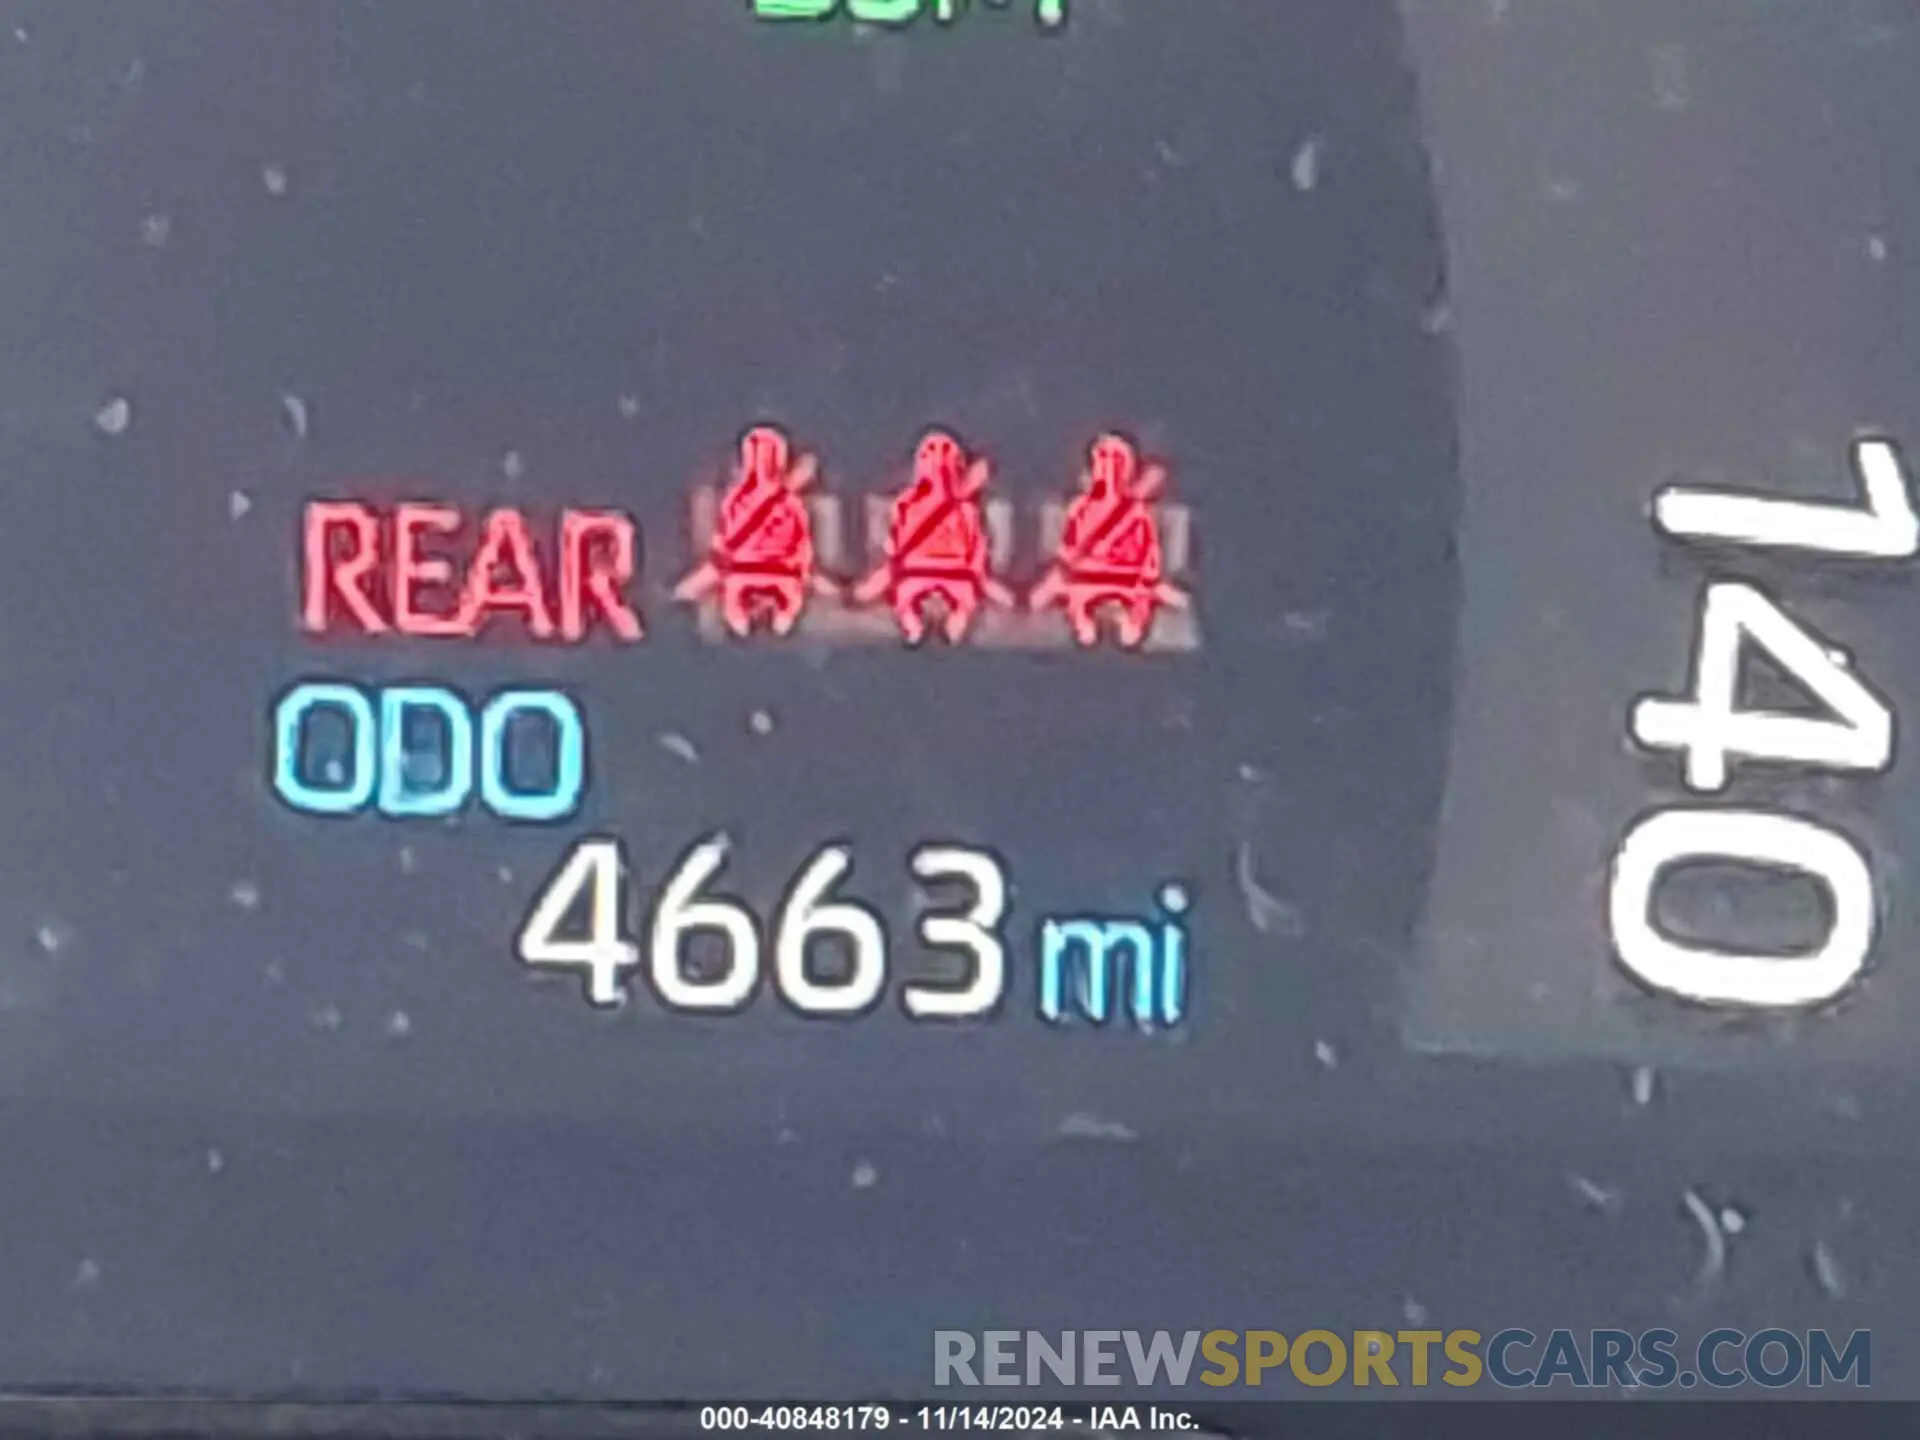 REAR
ODO
4663 mi
140
RENEWSPORTSCARS.COM
000-40848179 - 11/14/2024 - IAA Inc.